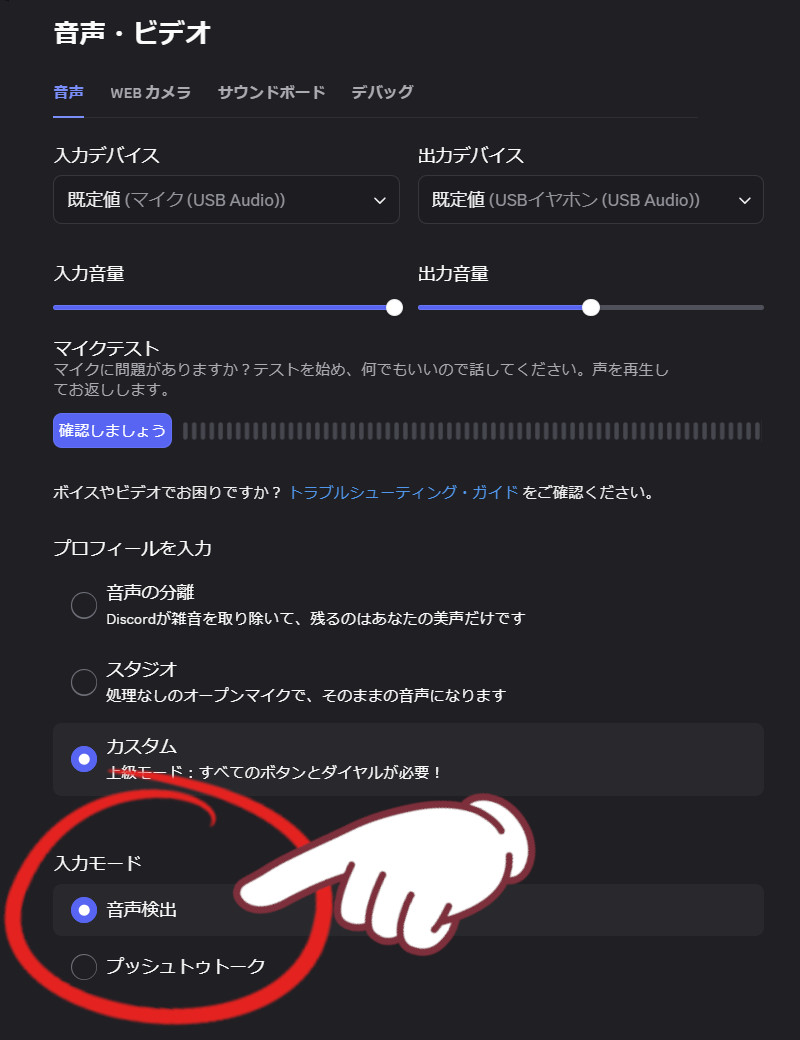 音声・ビデオ
音声 WEB カメラ サウンドボード デバッグ
入力デバイス 出力デバイス
既定値 (マイク (USB Audio)) 既定値 (USBイヤホン (USB Audio))
入力音量 出力音量
マイクテスト
マイクに問題がありますか？テストを始め、何でもいいので話してください。声を再生し
てお返しします。
確認しましょう
ボイスやビデオでお困りですか？ トラブルシューティング・ガイド をご確認ください。
プロフィールを入力
音声の分離
Discordが雑音を取り除いて、残るのはあなたの美声だけです
スタジオ
処理なしのオープンマイクで、そのままの音声になります
カスタム
上級モード：すべてのボタンとダイヤルが必要！
入力モード
音声検出
プッシュトゥトーク